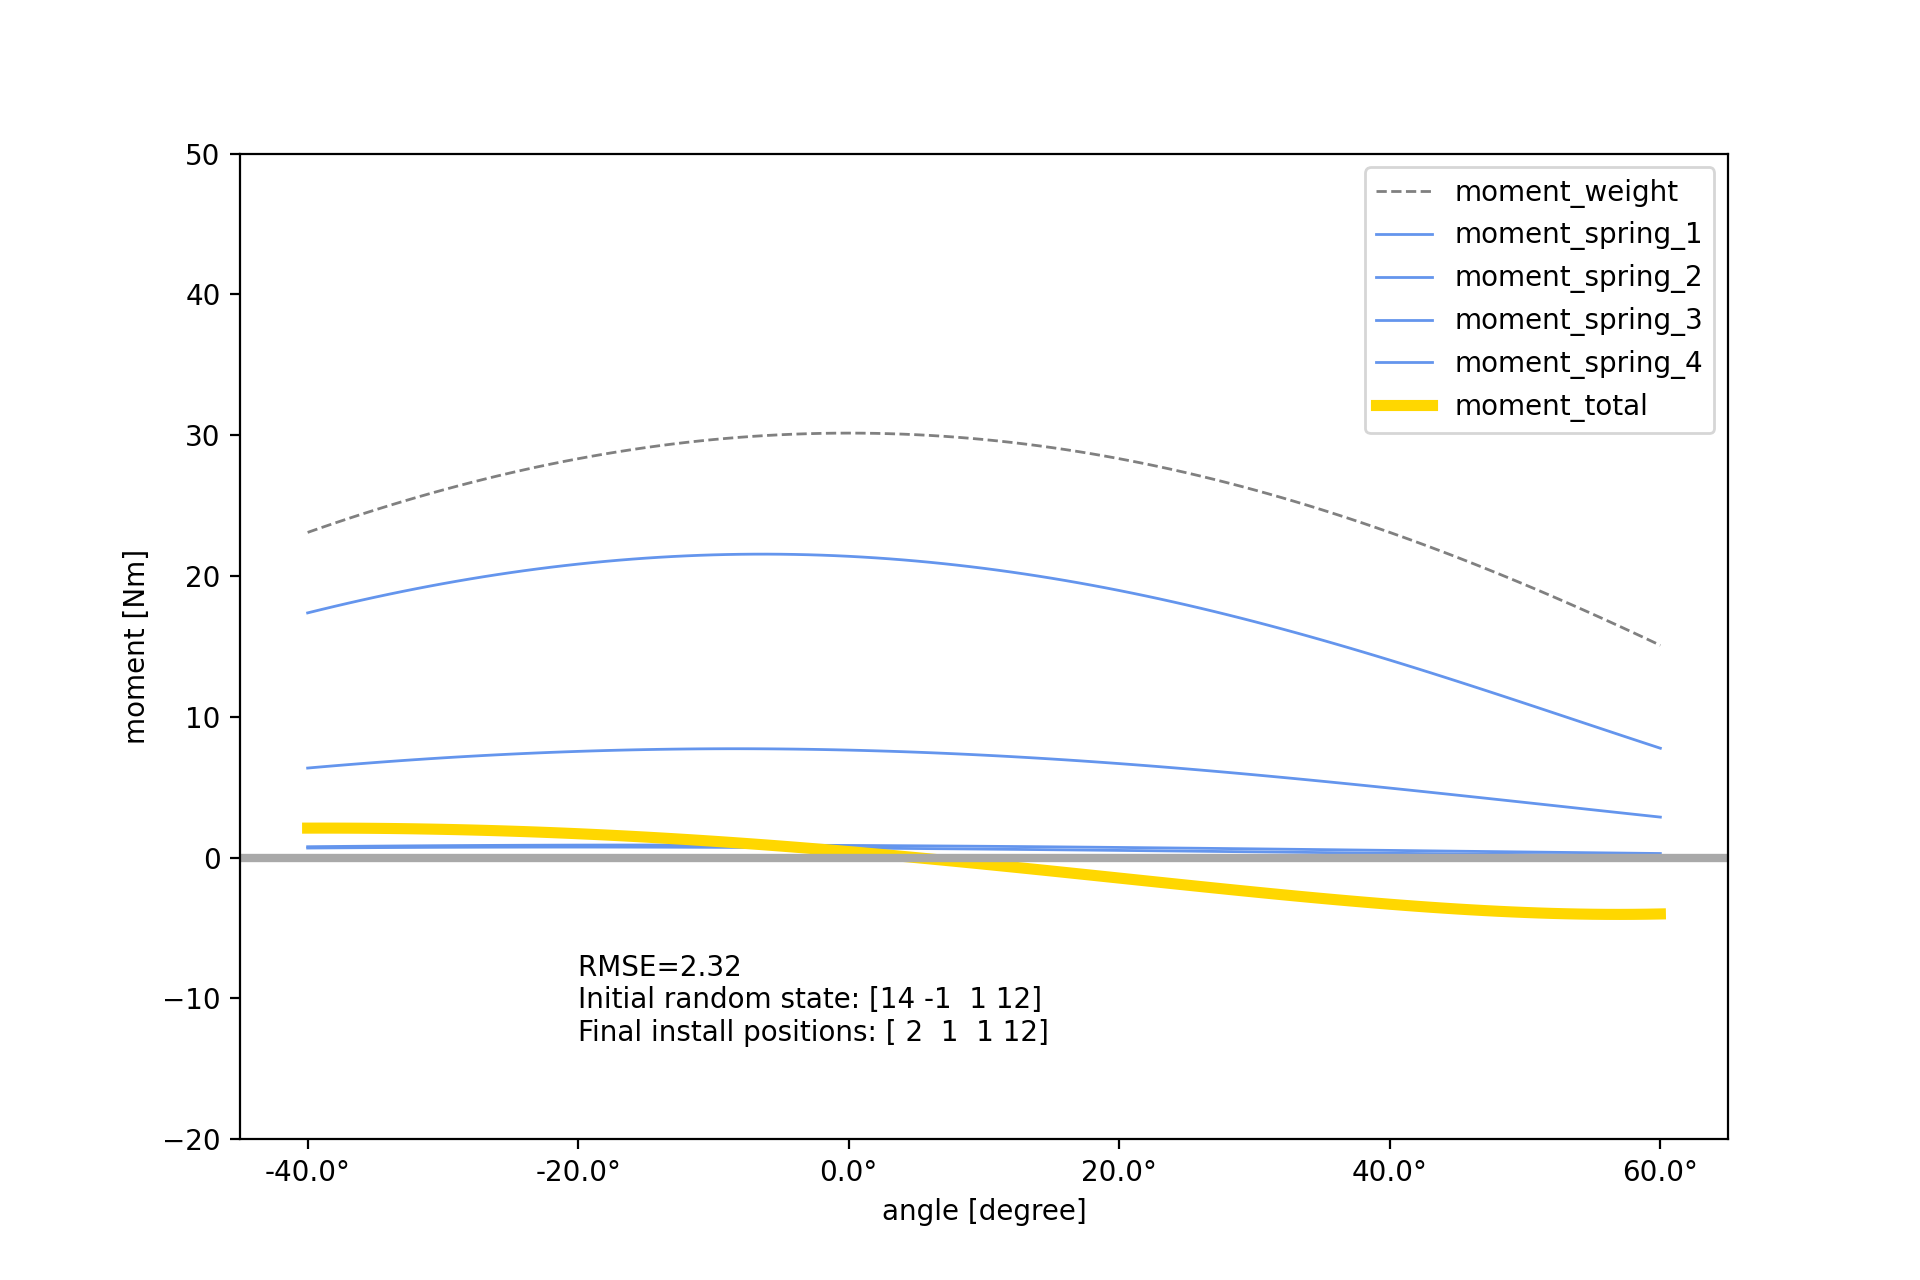 50
40
30
20
10
0
−10
−20
moment [Nm]
moment_weight
moment_spring_1
moment_spring_2
moment_spring_3
moment_spring_4
moment_total
RMSE=2.32
Initial random state: [14 -1  1 12]
Final install positions: [ 2  1  1 12]
-40.0° -20.0° 0.0° 20.0° 40.0° 60.0°
angle [degree]